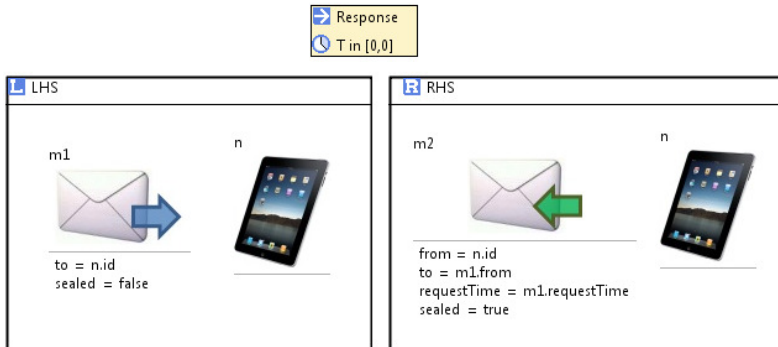 Response
T in [0,0]
L LHS
m1
n
to = n.id
sealed = false
R RHS
m2
n
from = n.id
to = m1.from
requestTime = m1.requestTime
sealed = true